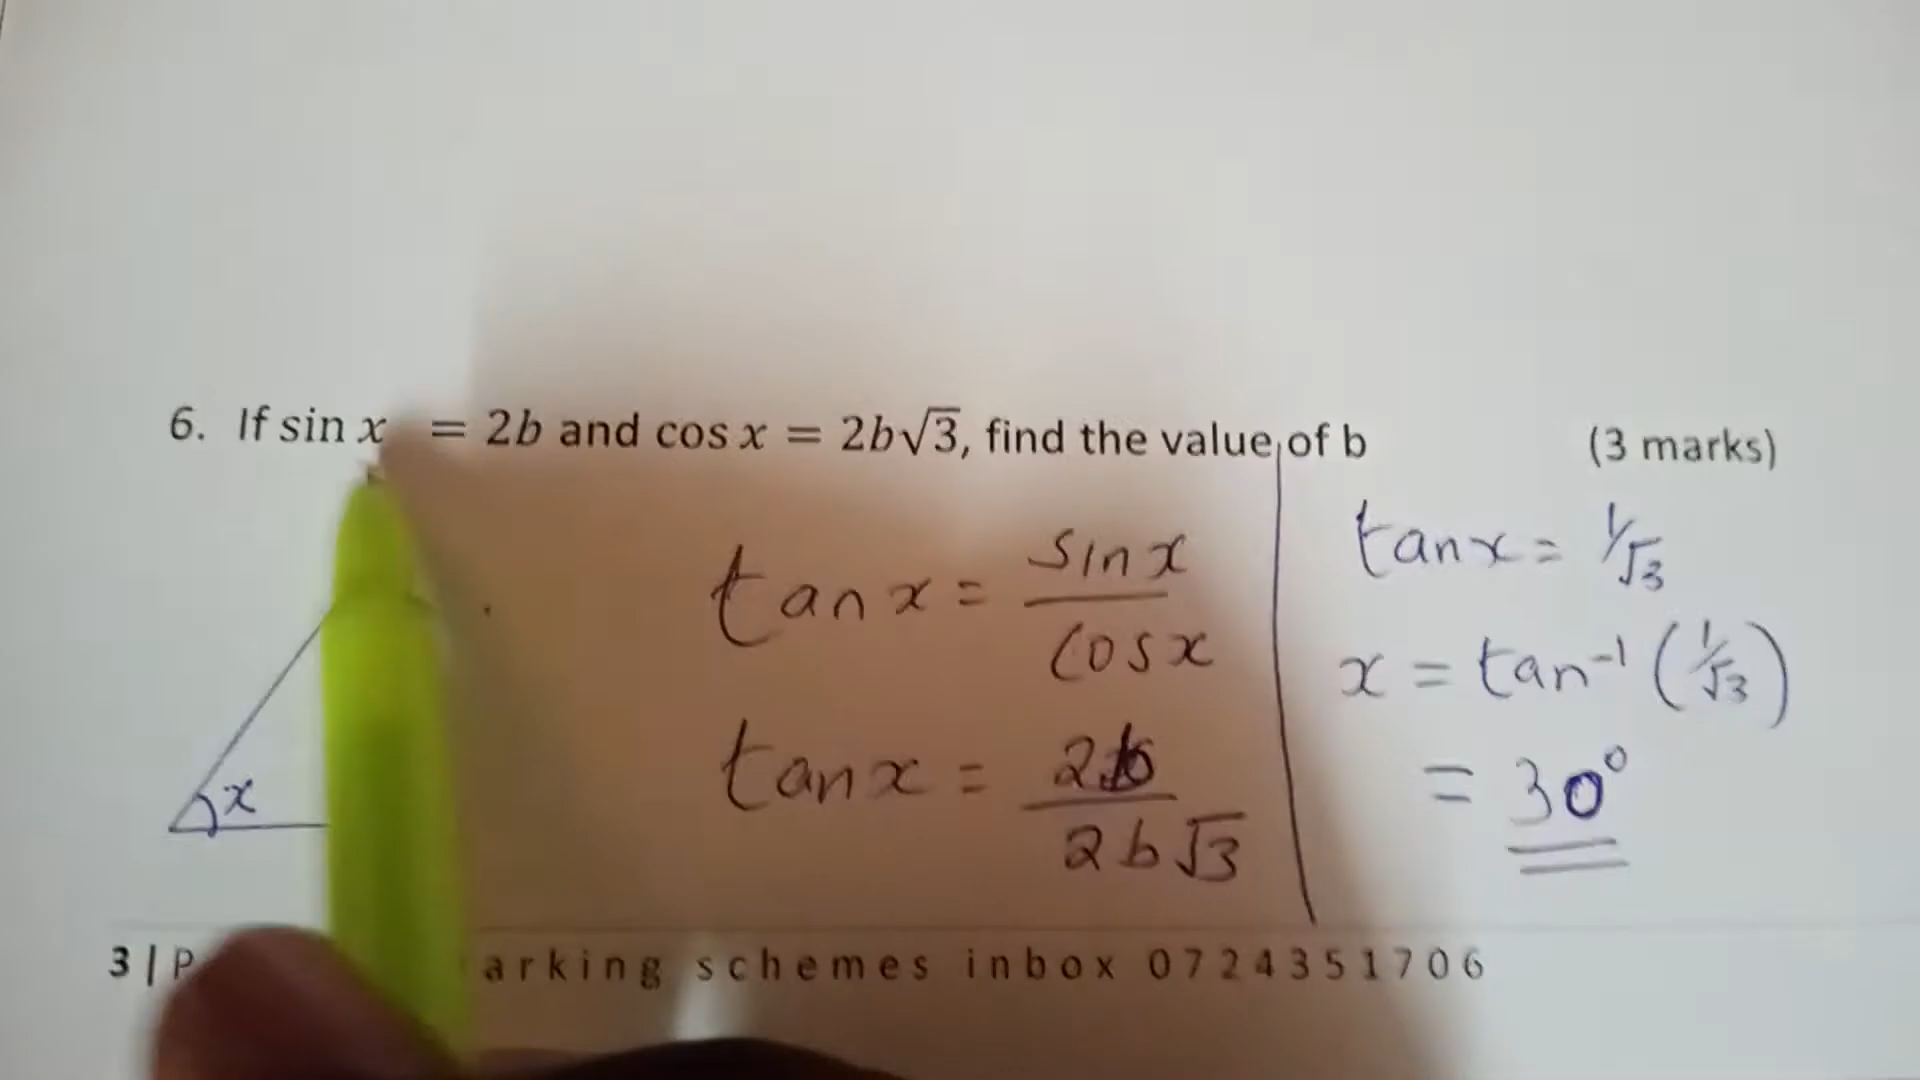 6. If sin x = 2b and cos x = 2b√3, find the value of b (3 marks)
tan x = sin x / cos x
tan x = 2b / 2b√3
x
tan x = 1/√3
x = tan⁻¹ (1/√3)
= 30°
3 | P arking schemes inbox 0724351706